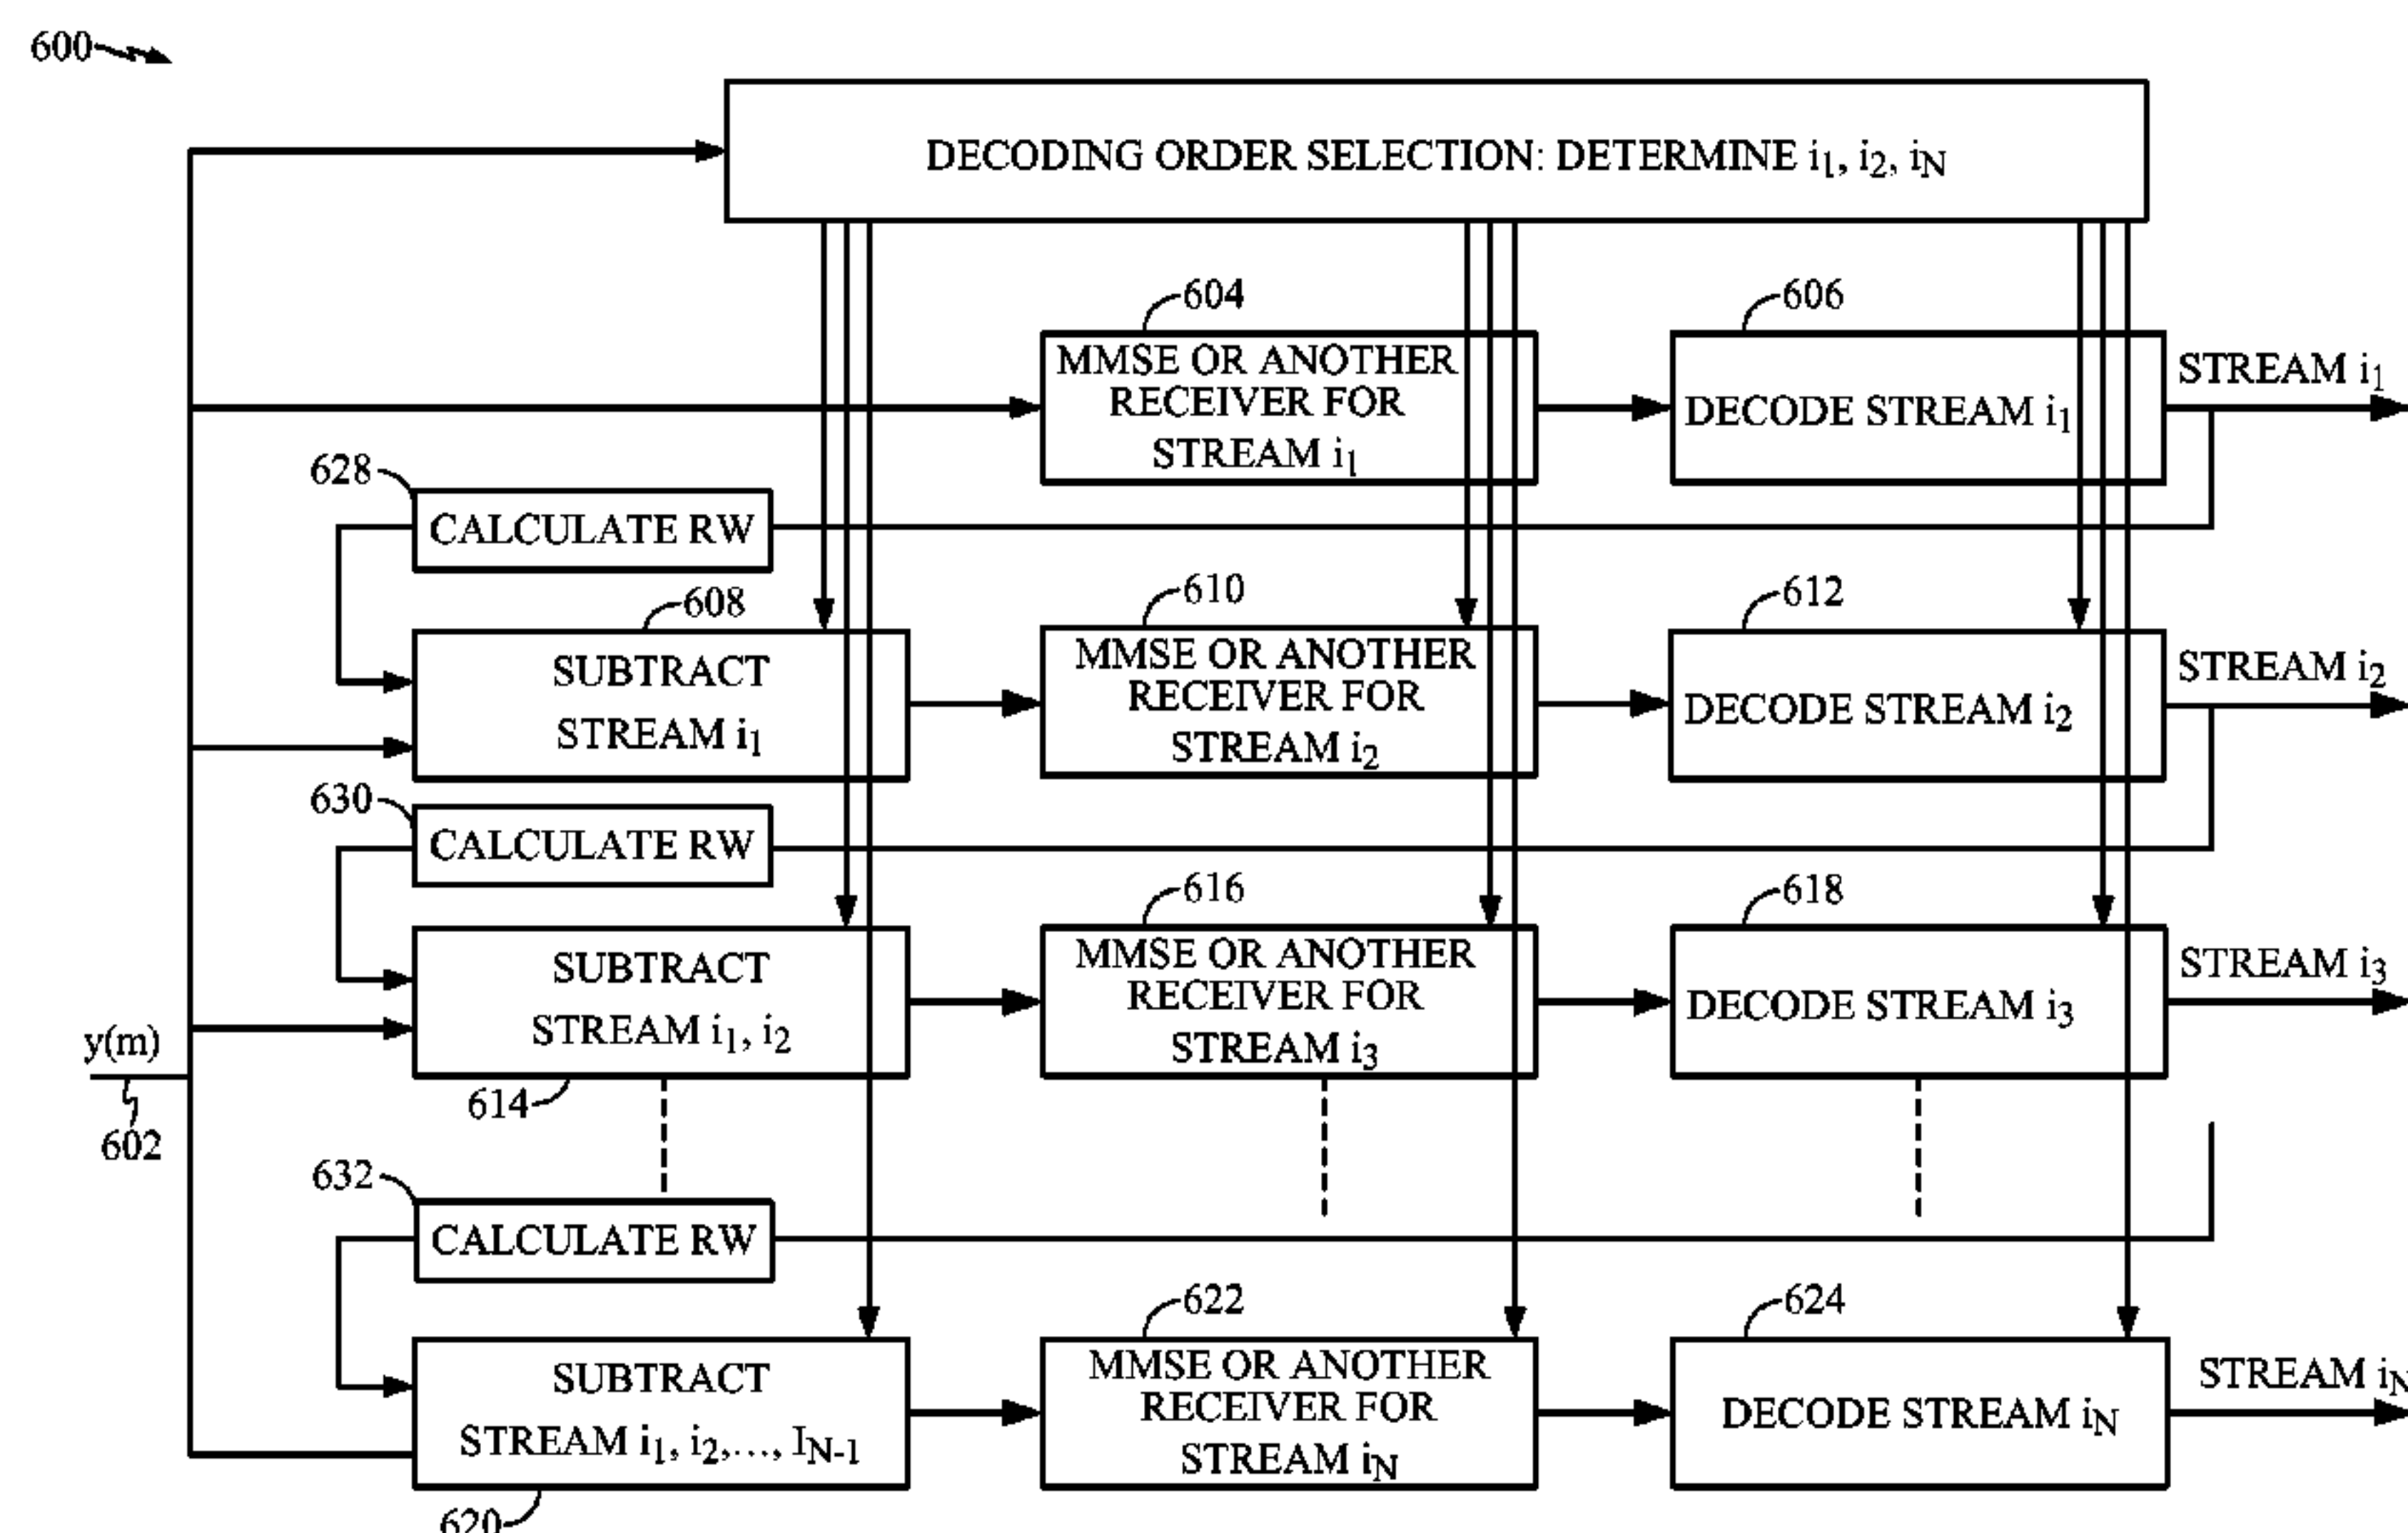 600
DECODING ORDER SELECTION: DETERMINE i1, i2, iN
604
606
MMSE OR ANOTHER
RECEIVER FOR
STREAM i1
DECODE STREAM i1
STREAM i1
628
CALCULATE RW
608
610
612
SUBTRACT
STREAM i1
MMSE OR ANOTHER
RECEIVER FOR
STREAM i2
DECODE STREAM i2
STREAM i2
630
CALCULATE RW
616
618
SUBTRACT
STREAM i1, i2
MMSE OR ANOTHER
RECEIVER FOR
STREAM i3
DECODE STREAM i3
STREAM i3
y(m)
602
614
632
CALCULATE RW
622
624
SUBTRACT
STREAM i1, i2,..., IN-1
MMSE OR ANOTHER
RECEIVER FOR
STREAM iN
DECODE STREAM iN
STREAM iN
620